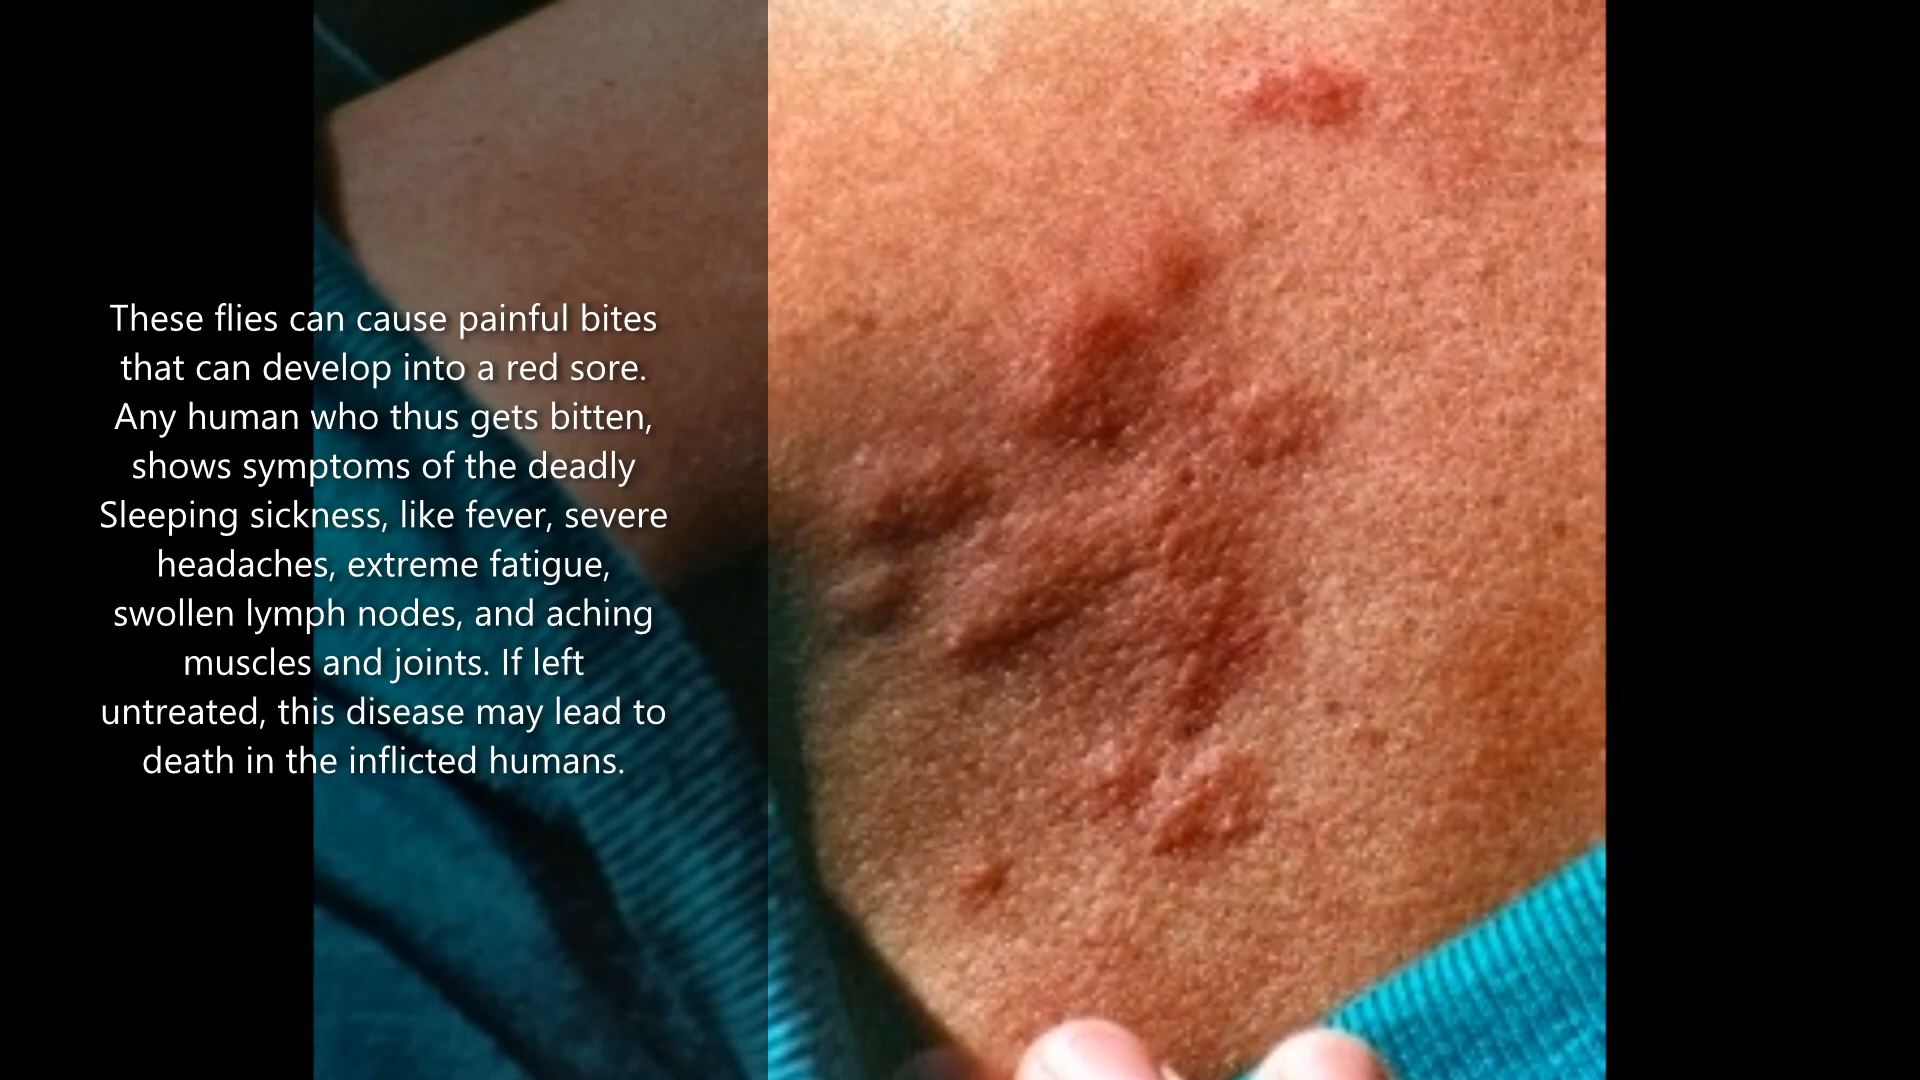 These flies can cause painful bites
that can develop into a red sore.
Any human who thus gets bitten,
shows symptoms of the deadly
Sleeping sickness, like fever, severe
headaches, extreme fatigue,
swollen lymph nodes, and aching
muscles and joints. If left
untreated, this disease may lead to
death in the inflicted humans.